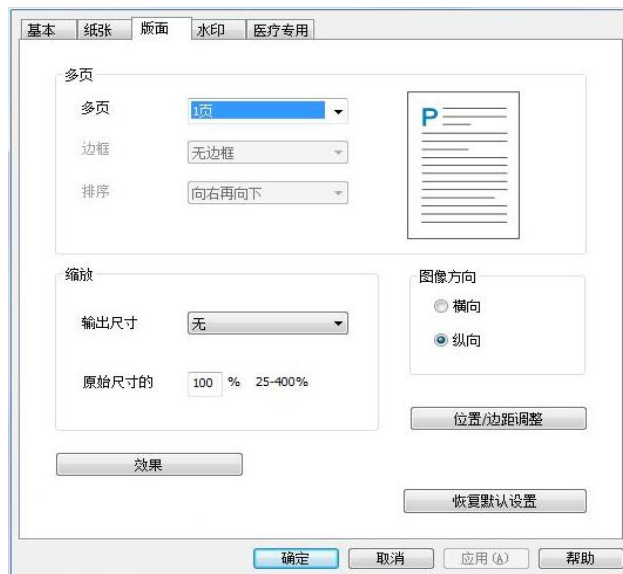 基本 纸张 版面 水印 医疗专用
多页
多页 1页
P
边框 无边框
排序 向右再向下
缩放 图像方向
横向
输出尺寸 无
纵向
原始尺寸的 100 % 25-400%
位置/边距调整
效果
恢复默认设置
确定 取消 应用(A) 帮助